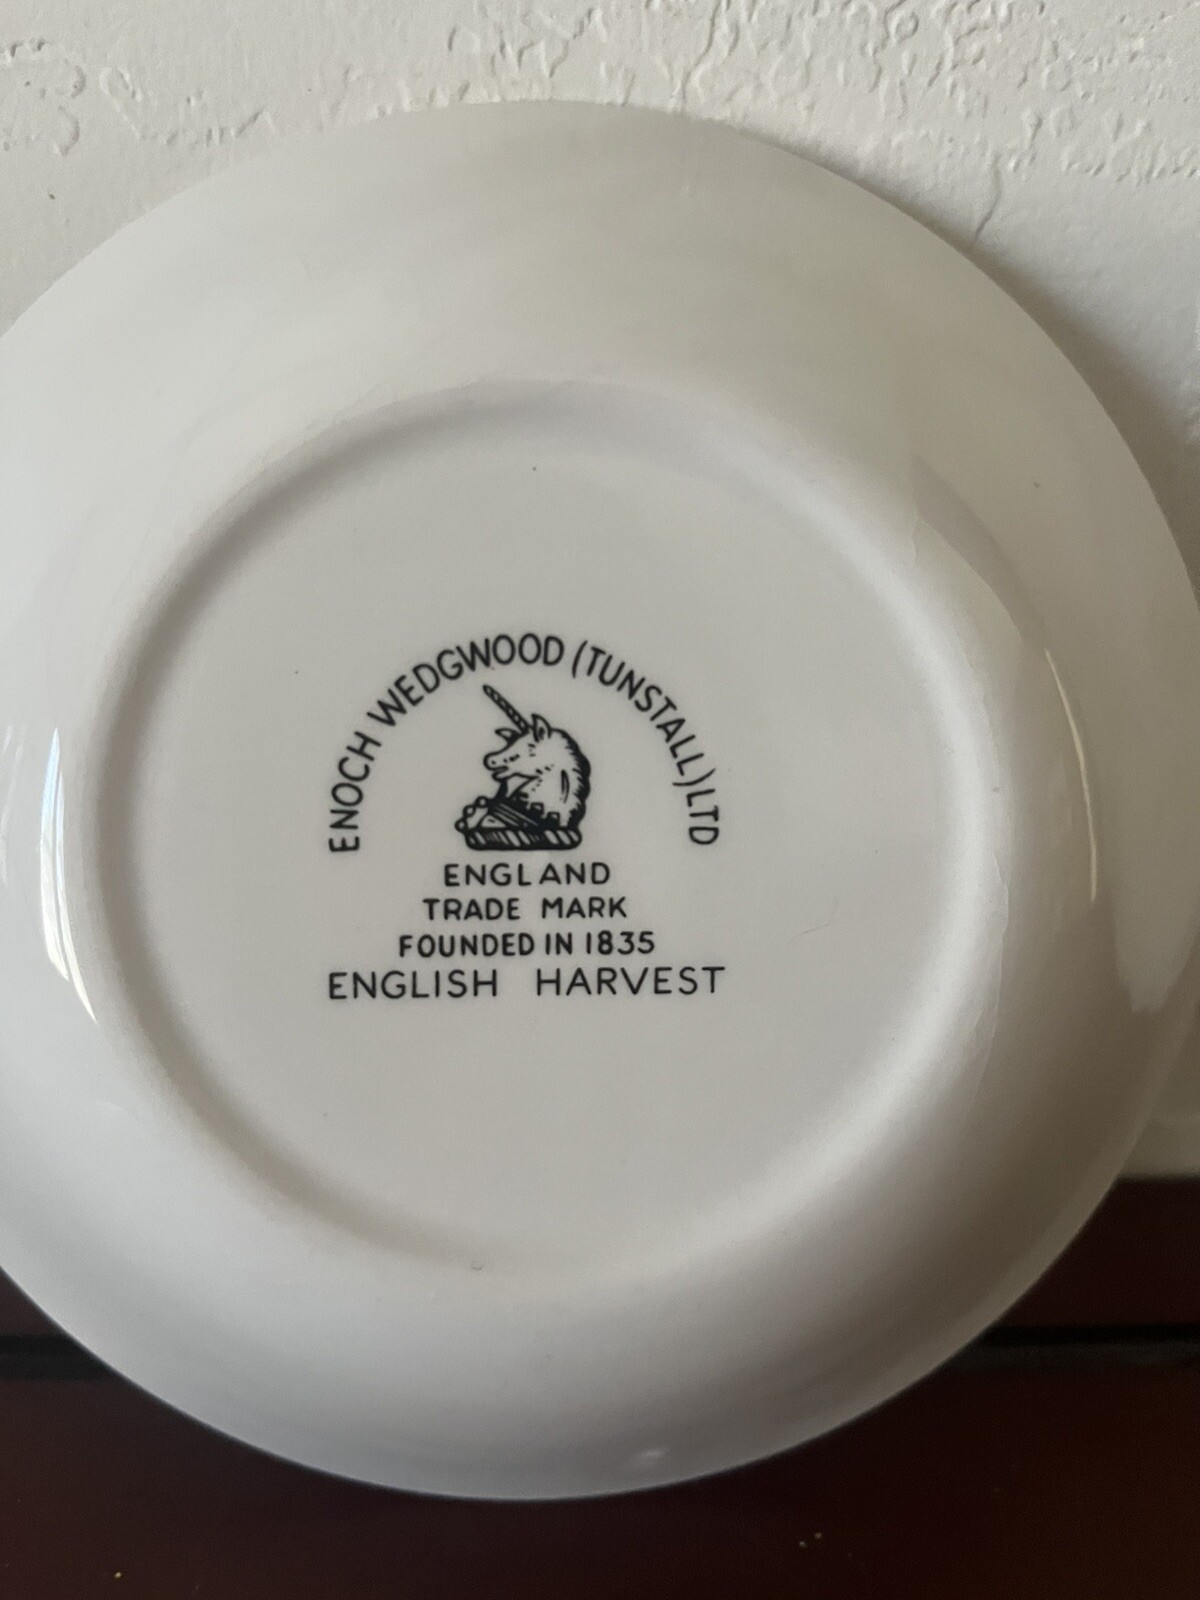 ENOCH WEDGWOOD (TUNSTALL) LTD
ENGLAND
TRADE MARK
FOUNDED IN 1835
ENGLISH HARVEST